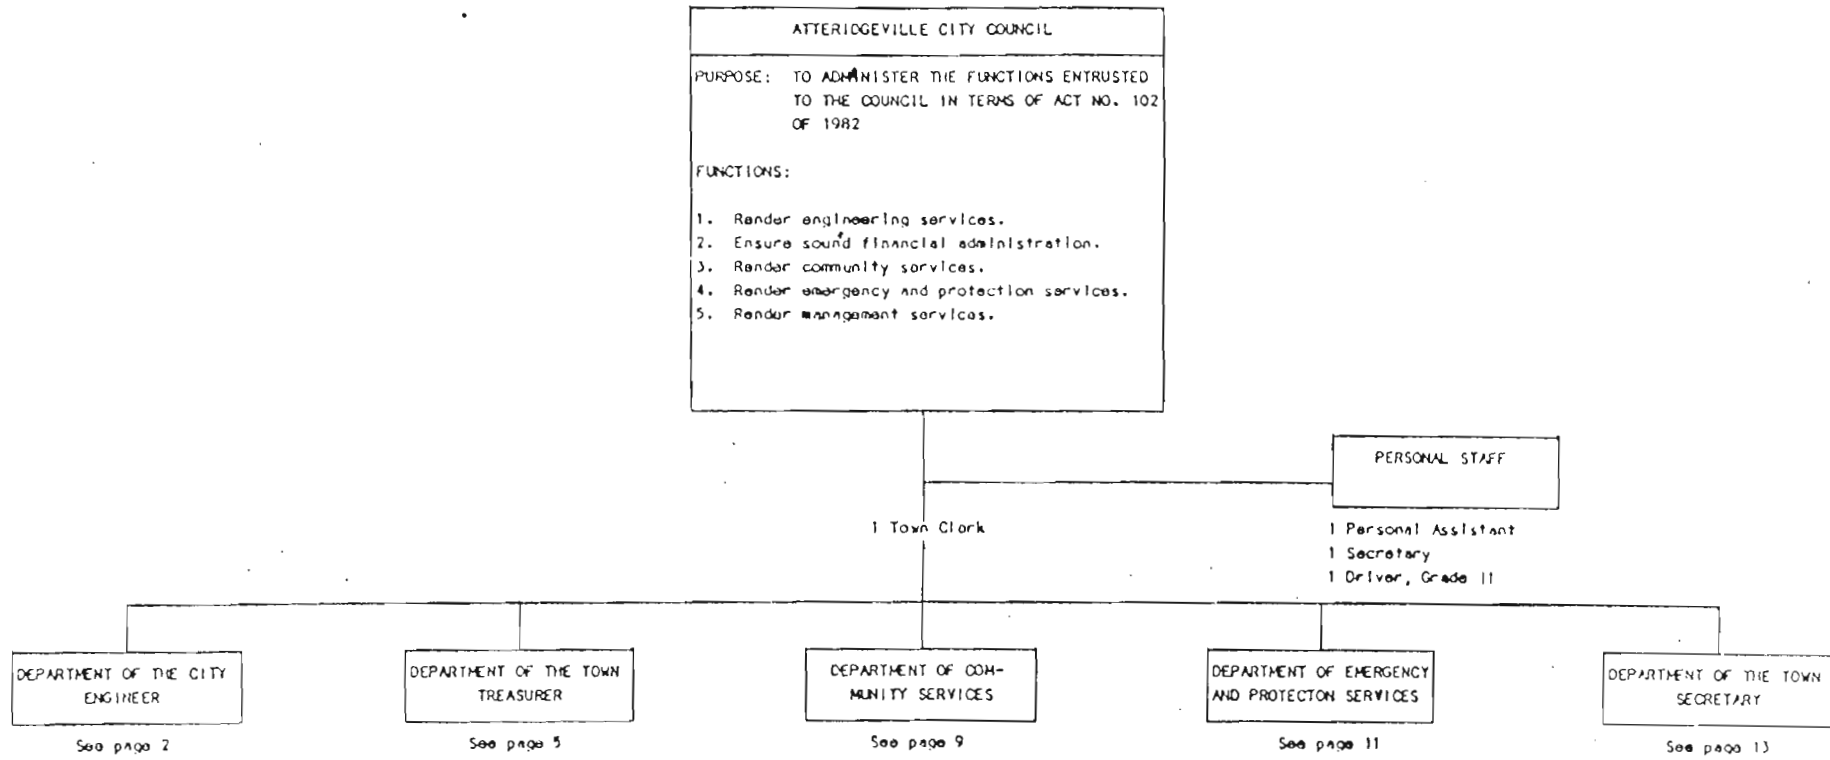 ATTERIDGEVILLE CITY COUNCIL
PURPOSE: TO ADMINISTER THE FUNCTIONS ENTRUSTED
TO THE COUNCIL IN TERMS OF ACT NO. 102
OF 1982
FUNCTIONS:
1. Render engineering services.
2. Ensure sound financial administration.
3. Render community services.
4. Render emergency and protection services.
5. Render management services.
PERSONAL STAFF
1 Town Clerk
1 Personal Assistant
1 Secretary
1 Driver, Grade II
DEPARTMENT OF THE CITY
ENGINEER
See page 2
DEPARTMENT OF THE TOWN
TREASURER
See page 5
DEPARTMENT OF COM-
MUNITY SERVICES
See page 9
DEPARTMENT OF EMERGENCY
AND PROTECTON SERVICES
See page 11
DEPARTMENT OF THE TOWN
SECRETARY
See page 13